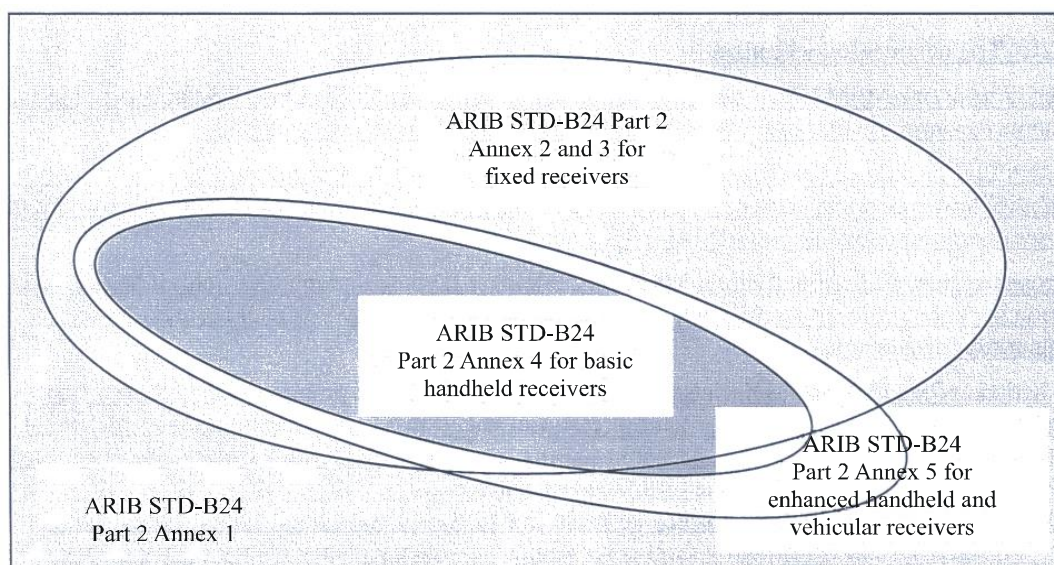 ARIB STD-B24 Part 2
Annex 2 and 3 for
fixed receivers
ARIB STD-B24
Part 2 Annex 4 for basic
handheld receivers
ARIB STD-B24
Part 2 Annex 5 for
enhanced handheld and
vehicular receivers
ARIB STD-B24
Part 2 Annex 1